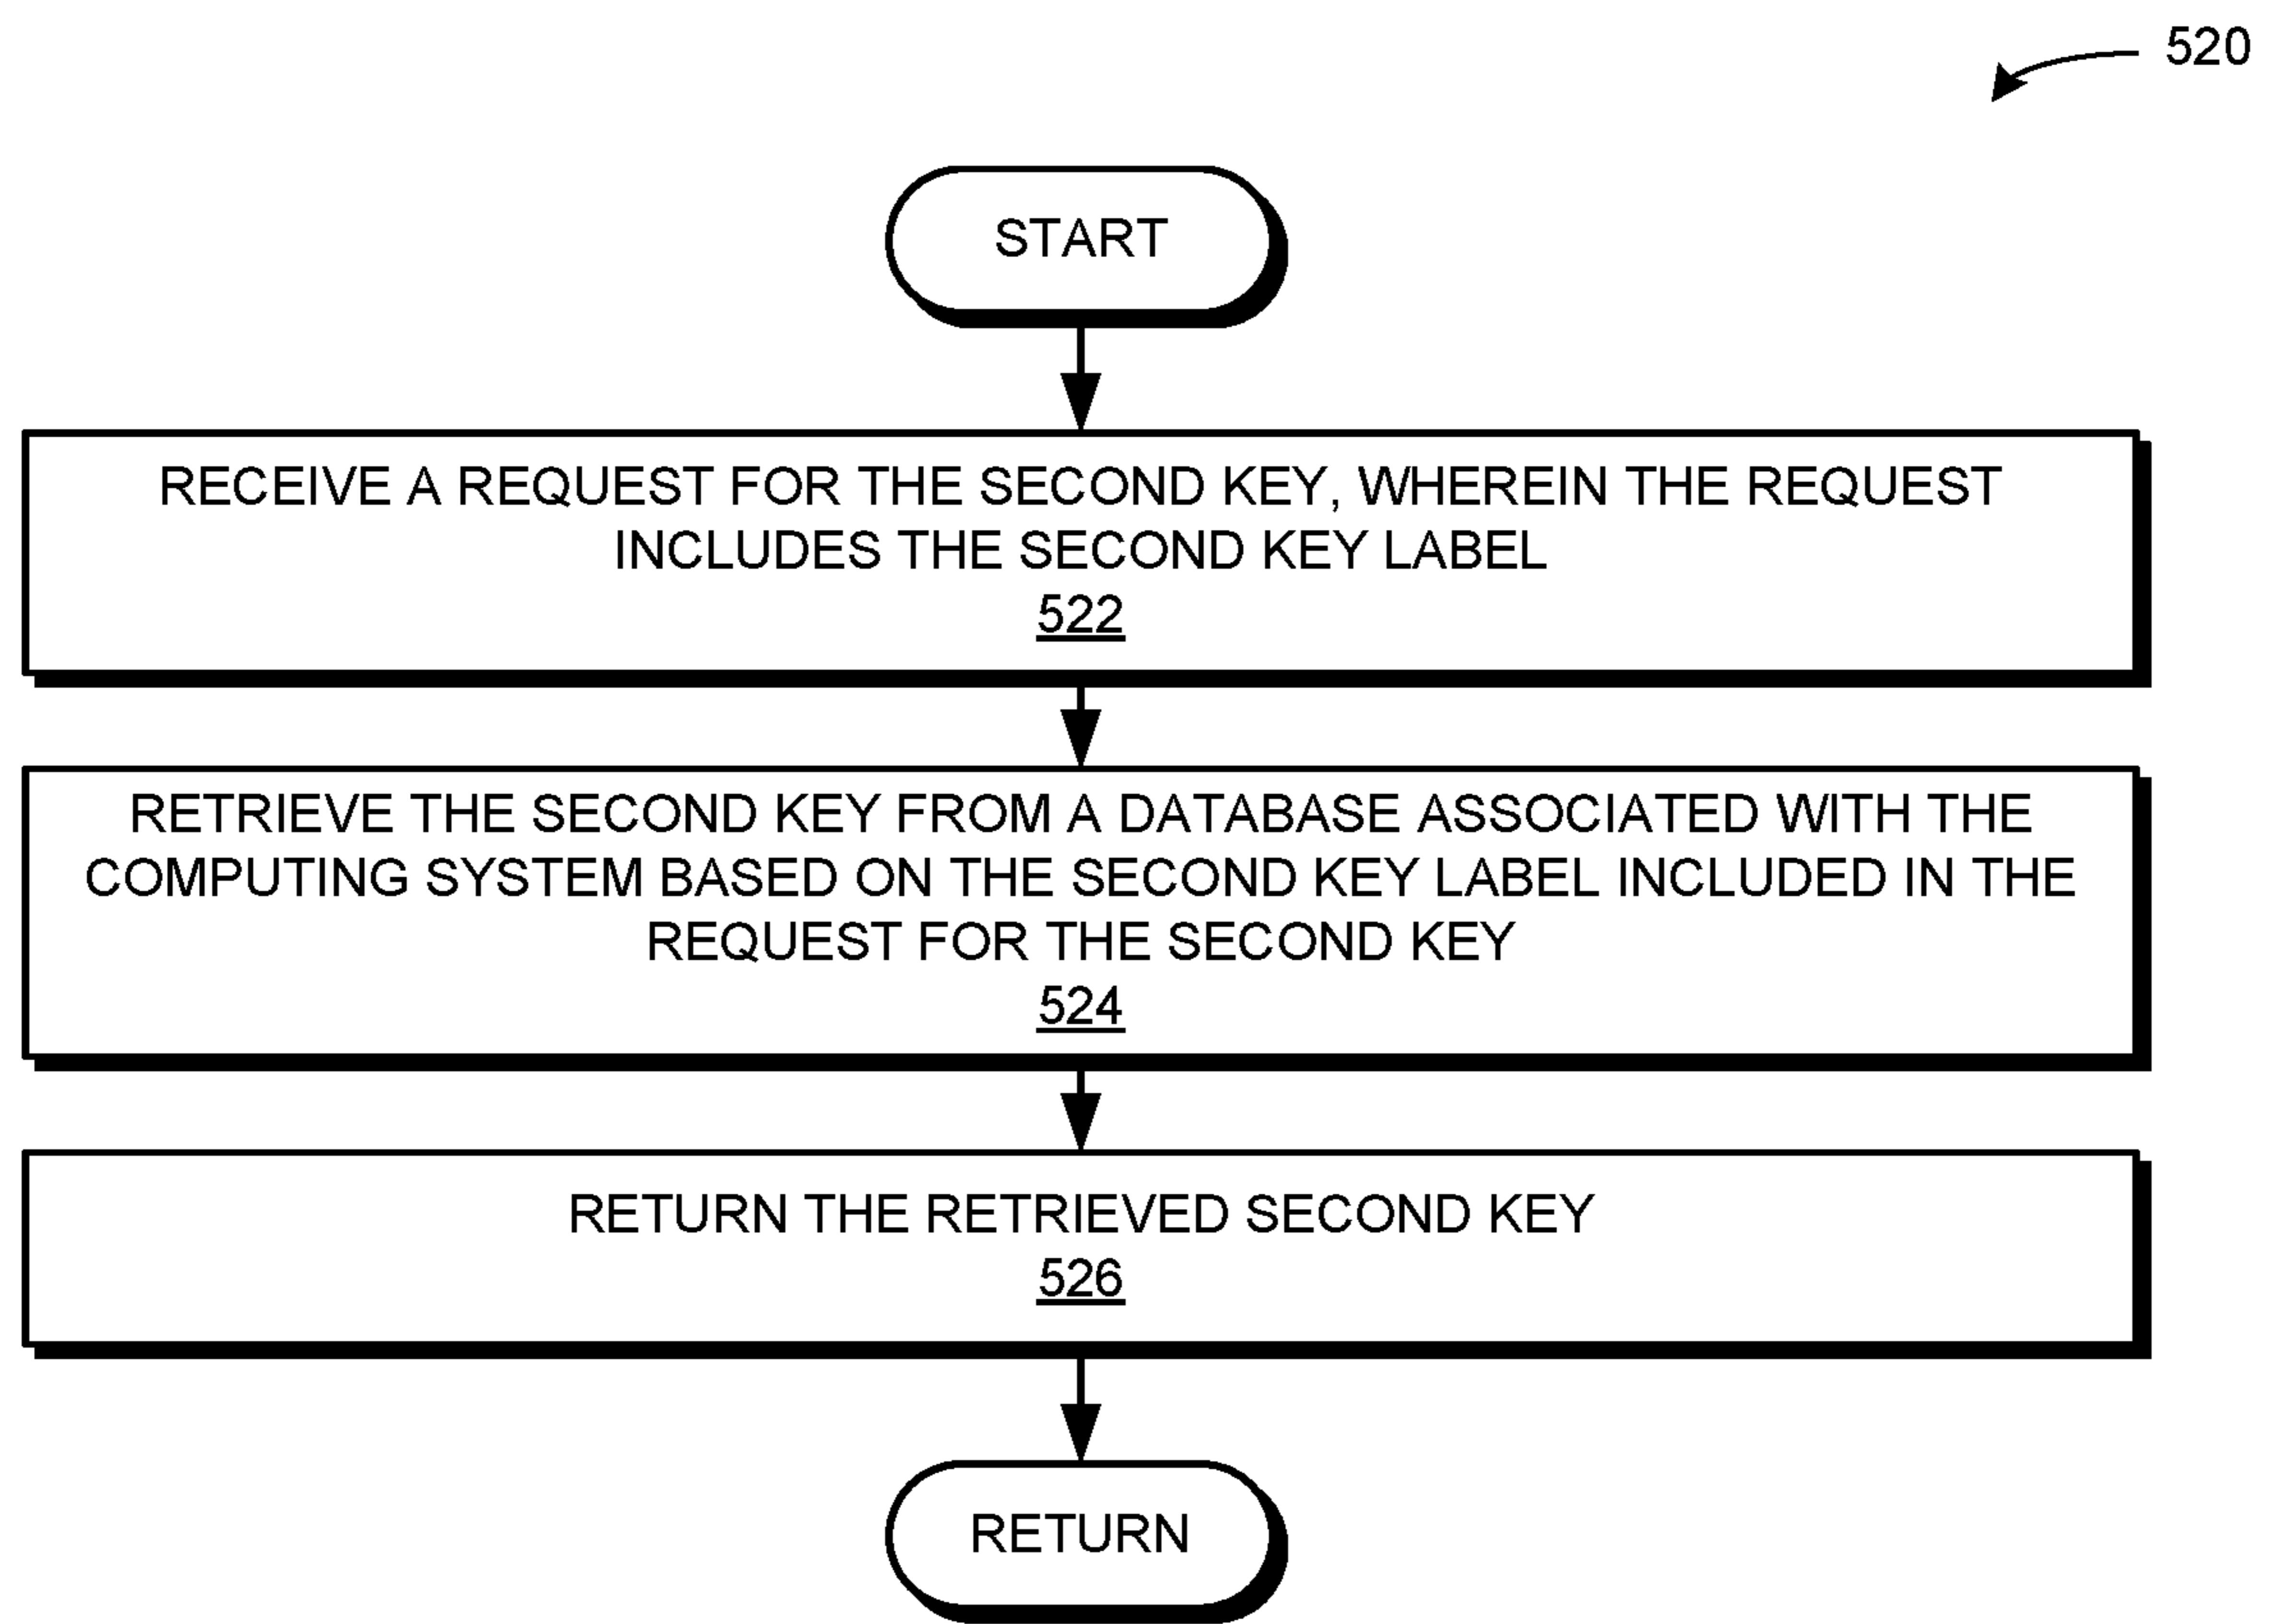 520
START
RECEIVE A REQUEST FOR THE SECOND KEY, WHEREIN THE REQUEST
INCLUDES THE SECOND KEY LABEL
522
RETRIEVE THE SECOND KEY FROM A DATABASE ASSOCIATED WITH THE
COMPUTING SYSTEM BASED ON THE SECOND KEY LABEL INCLUDED IN THE
REQUEST FOR THE SECOND KEY
524
RETURN THE RETRIEVED SECOND KEY
526
RETURN